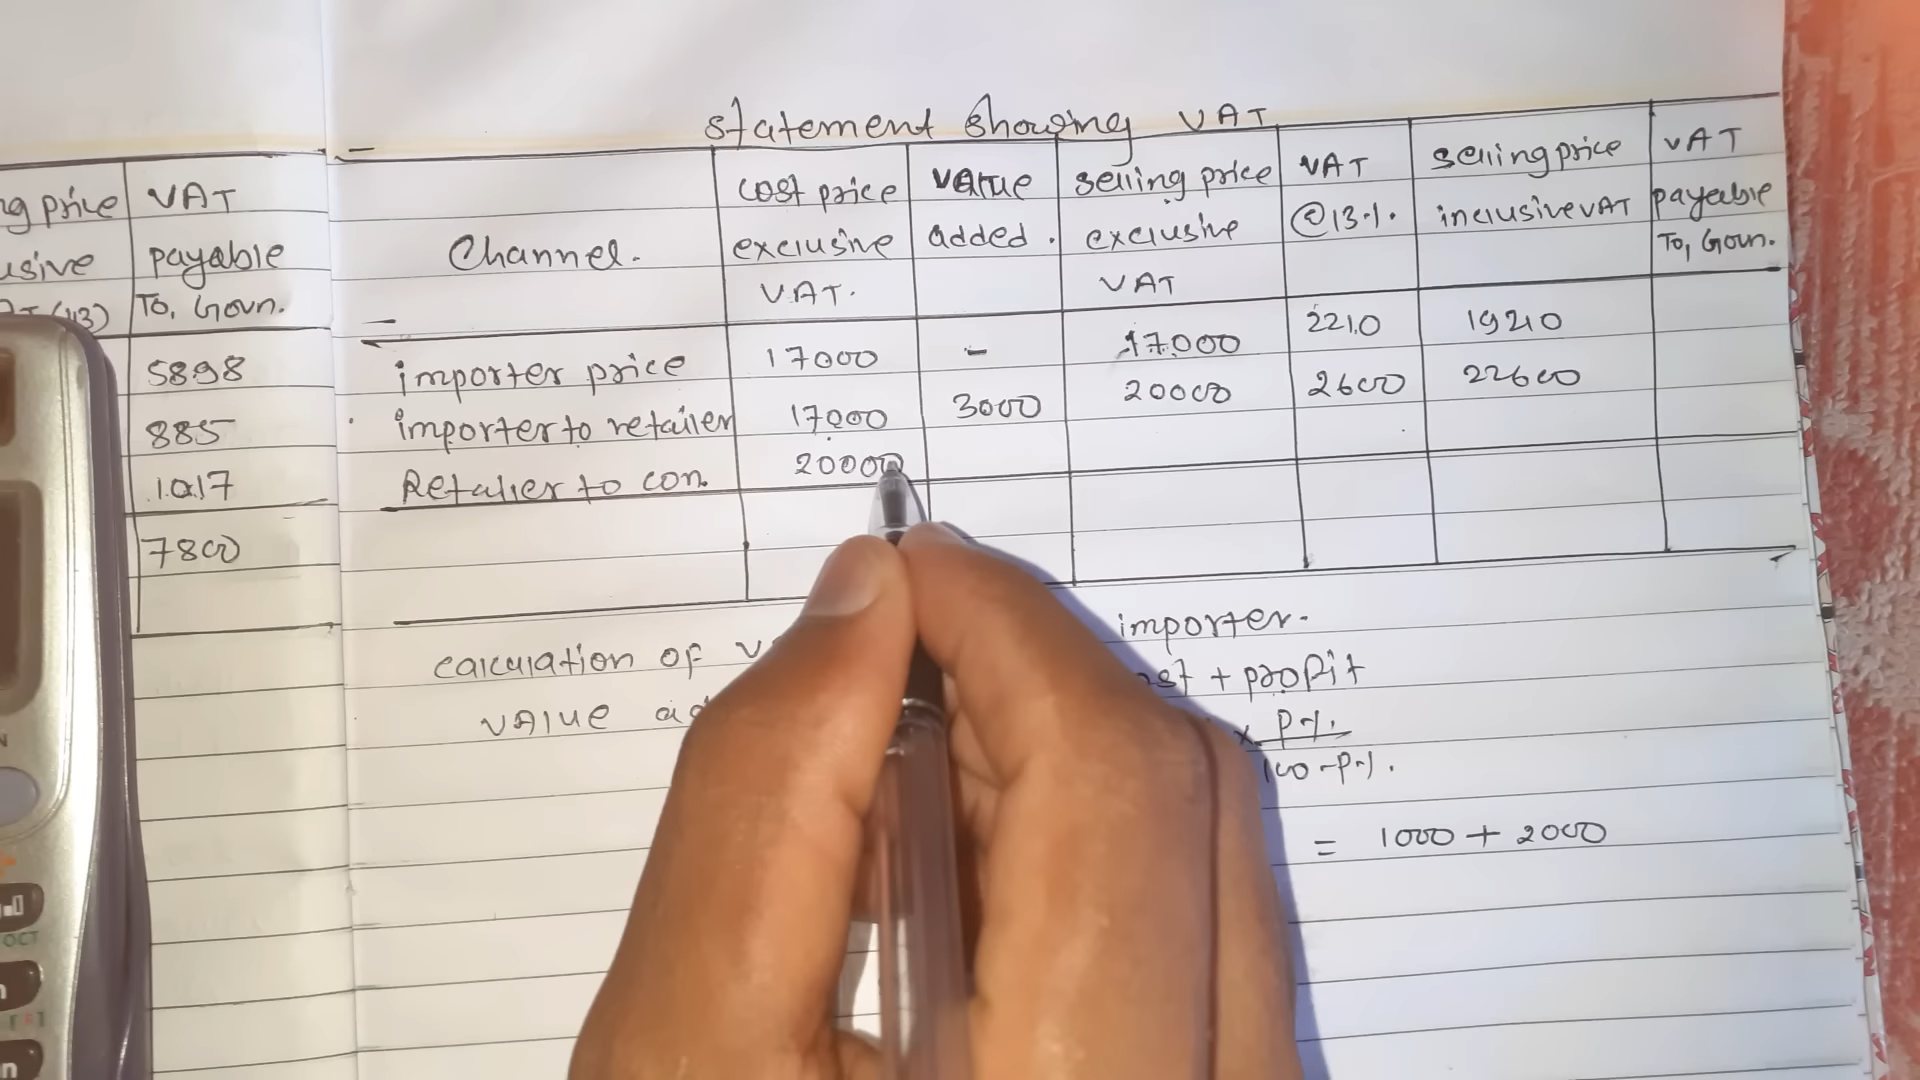 statement showing VAT
ng price VAT
usive payable
To, Govn.
5898
885
1017
7800
Channel. cost price exclusive VAT. value added. selling price exclusive VAT VAT @13%. selling price inclusive VAT VAT payable To, Govn.
importer price 17000 - 17000 2210 19210
importer to retailer 17000 3000 20000 2600 22600
Retalier to con. 20000
calculation of importer.
value + profit
x P%.
100-P%.
= 1000 + 2000
OCT